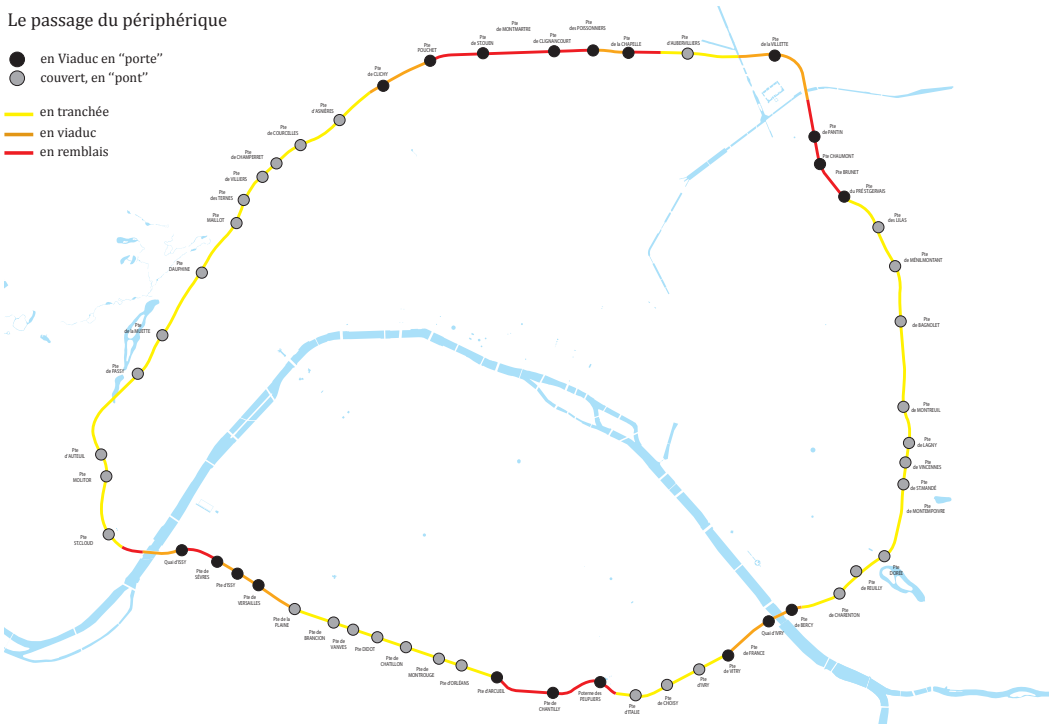 Le passage du périphérique
en Viaduc en “porte”
couvert, en “pont”
en tranchée
en viaduc
en remblais
Pte
de CLICHY
Pte
POUCHET
Pte
de ST.OUEN
Pte
de MONTMARTRE
Pte
de CLIGNANCOURT
Pte
des POISSONNIERS
Pte
de la CHAPELLE
Pte
d'AUBERVILLIERS
Pte
de la VILLETTE
Pte
de PANTIN
Pte CHAUMONT
Pte BRUNET
Pte
du PRÉ ST.GERVAIS
Pte
des LILAS
Pte
de MÉNILMONTANT
Pte
de BAGNOLET
Pte
de MONTREUIL
Pte
de LAGNY
Pte
de VINCENNES
Pte
de ST.MANDÉ
Pte
de MONTEMPOIVRE
Pte
DORÉE
Pte
de REUILLY
Pte
de CHARENTON
Pte
de BERCY
Quai d'IVRY
Pte
de FRANCE
Pte
de VITRY
Pte
d'IVRY
Pte
de CHOISY
Pte
d'ITALIE
Poterne des
PEUPLIERS
Pte de
CHANTILLY
Pte d'ARCUEIL
Pte d'ORLÉANS
Pte de
MONTROUGE
Pte de
CHATILLON
Pte DIDOT
Pte de
VANVES
Pte de
BRANCION
Pte de la
PLAINE
Pte de
VERSAILLES
Pte d'ISSY
Pte de
SÈVRES
Quai d'ISSY
Pte
ST.CLOUD
Pte
MOLITOR
Pte
d'AUTEUIL
Pte
de PASSY
Pte
de la MUETTE
Pte
DAUPHINE
Pte
MAILLOT
Pte
des TERNES
Pte
de VILLIERS
Pte
de CHAMPERRET
Pte
de COURCELLES
Pte
d'ASNIÈRES